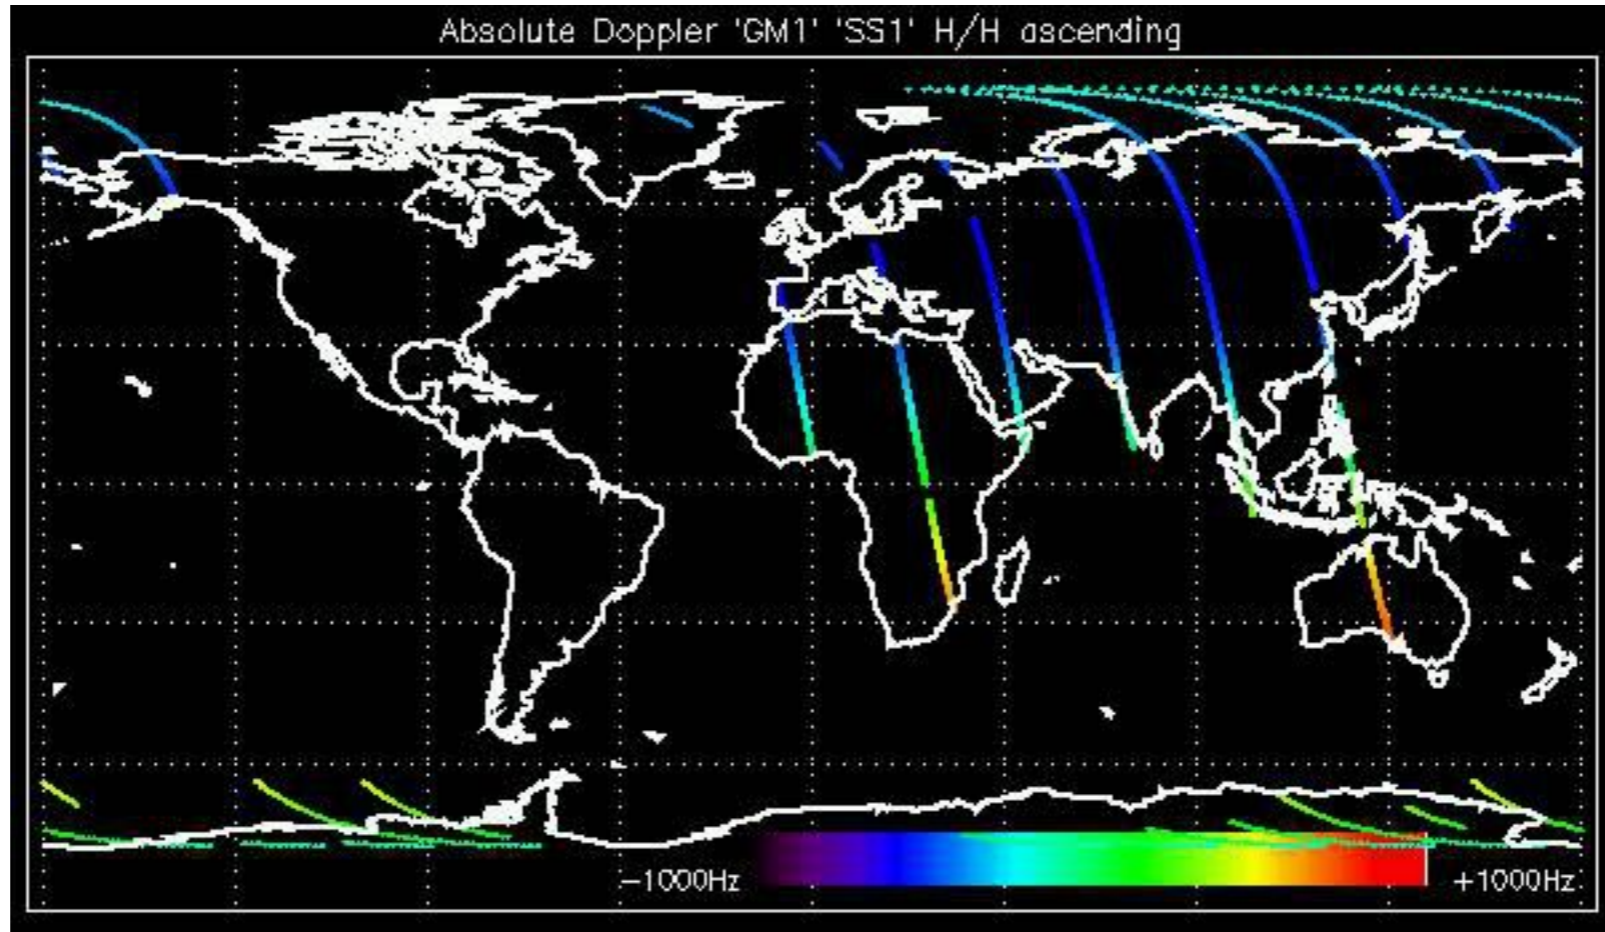 Absolute Doppler 'GM1' 'SS1' H/H ascending
−1000Hz
+1000Hz